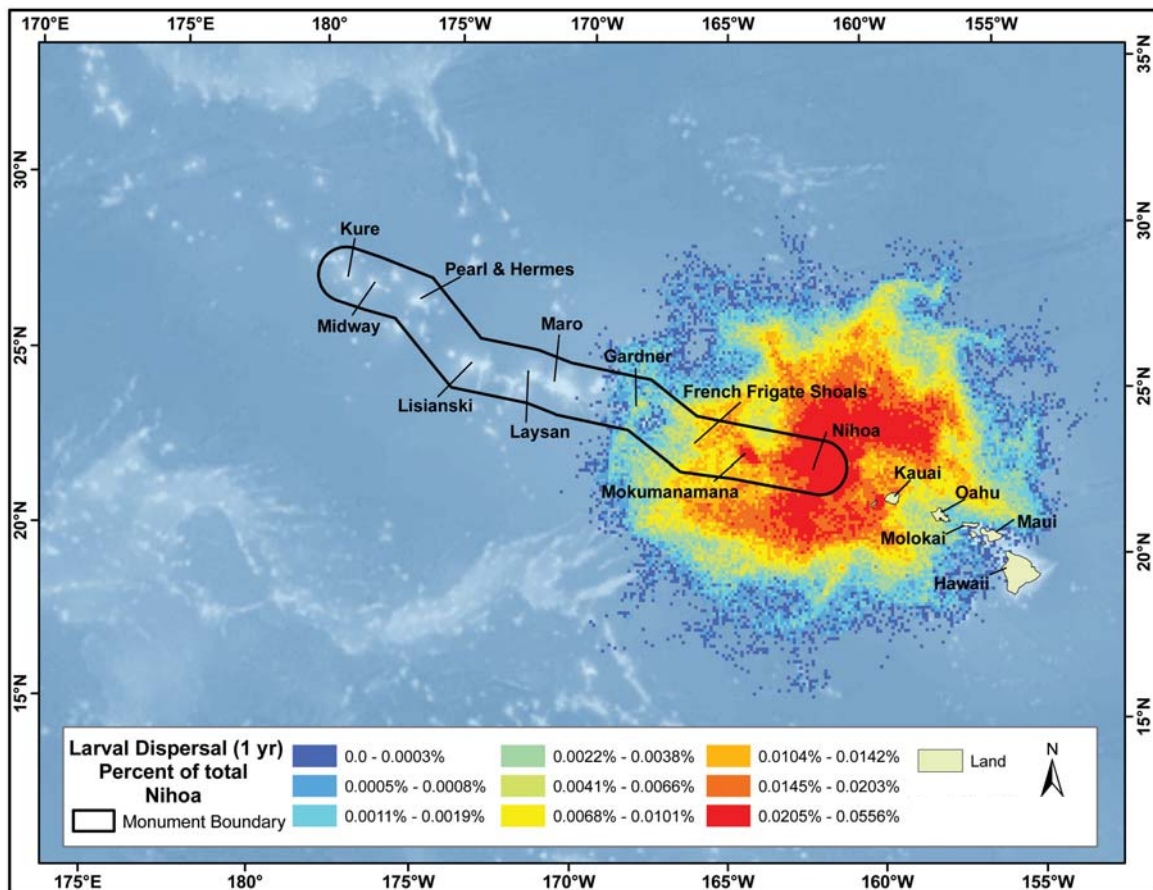 170°E 180° 175°W 170°W 165°W 160°W 155°W
35°N
30°N
30°N
Kure
Pearl & Hermes
Midway
Maro
25°N
Gardner
25°N
French Frigate Shoals
Lisianski
Laysan
Nihoa
Mokumanamana
Kauai
20°N
Oahu
Maui
Molokai
20°N
Hawaii
15°N
15°N
Larval Dispersal (1 yr)
Percent of total
Nihoa
Monument Boundary
0.0 - 0.0003%
0.0005% - 0.0008%
0.0011% - 0.0019%
0.0022% - 0.0038%
0.0041% - 0.0066%
0.0068% - 0.0101%
0.0104% - 0.0142%
0.0145% - 0.0203%
0.0205% - 0.0556%
Land
N
175°E 180° 175°W 170°W 165°W 160°W 155°W